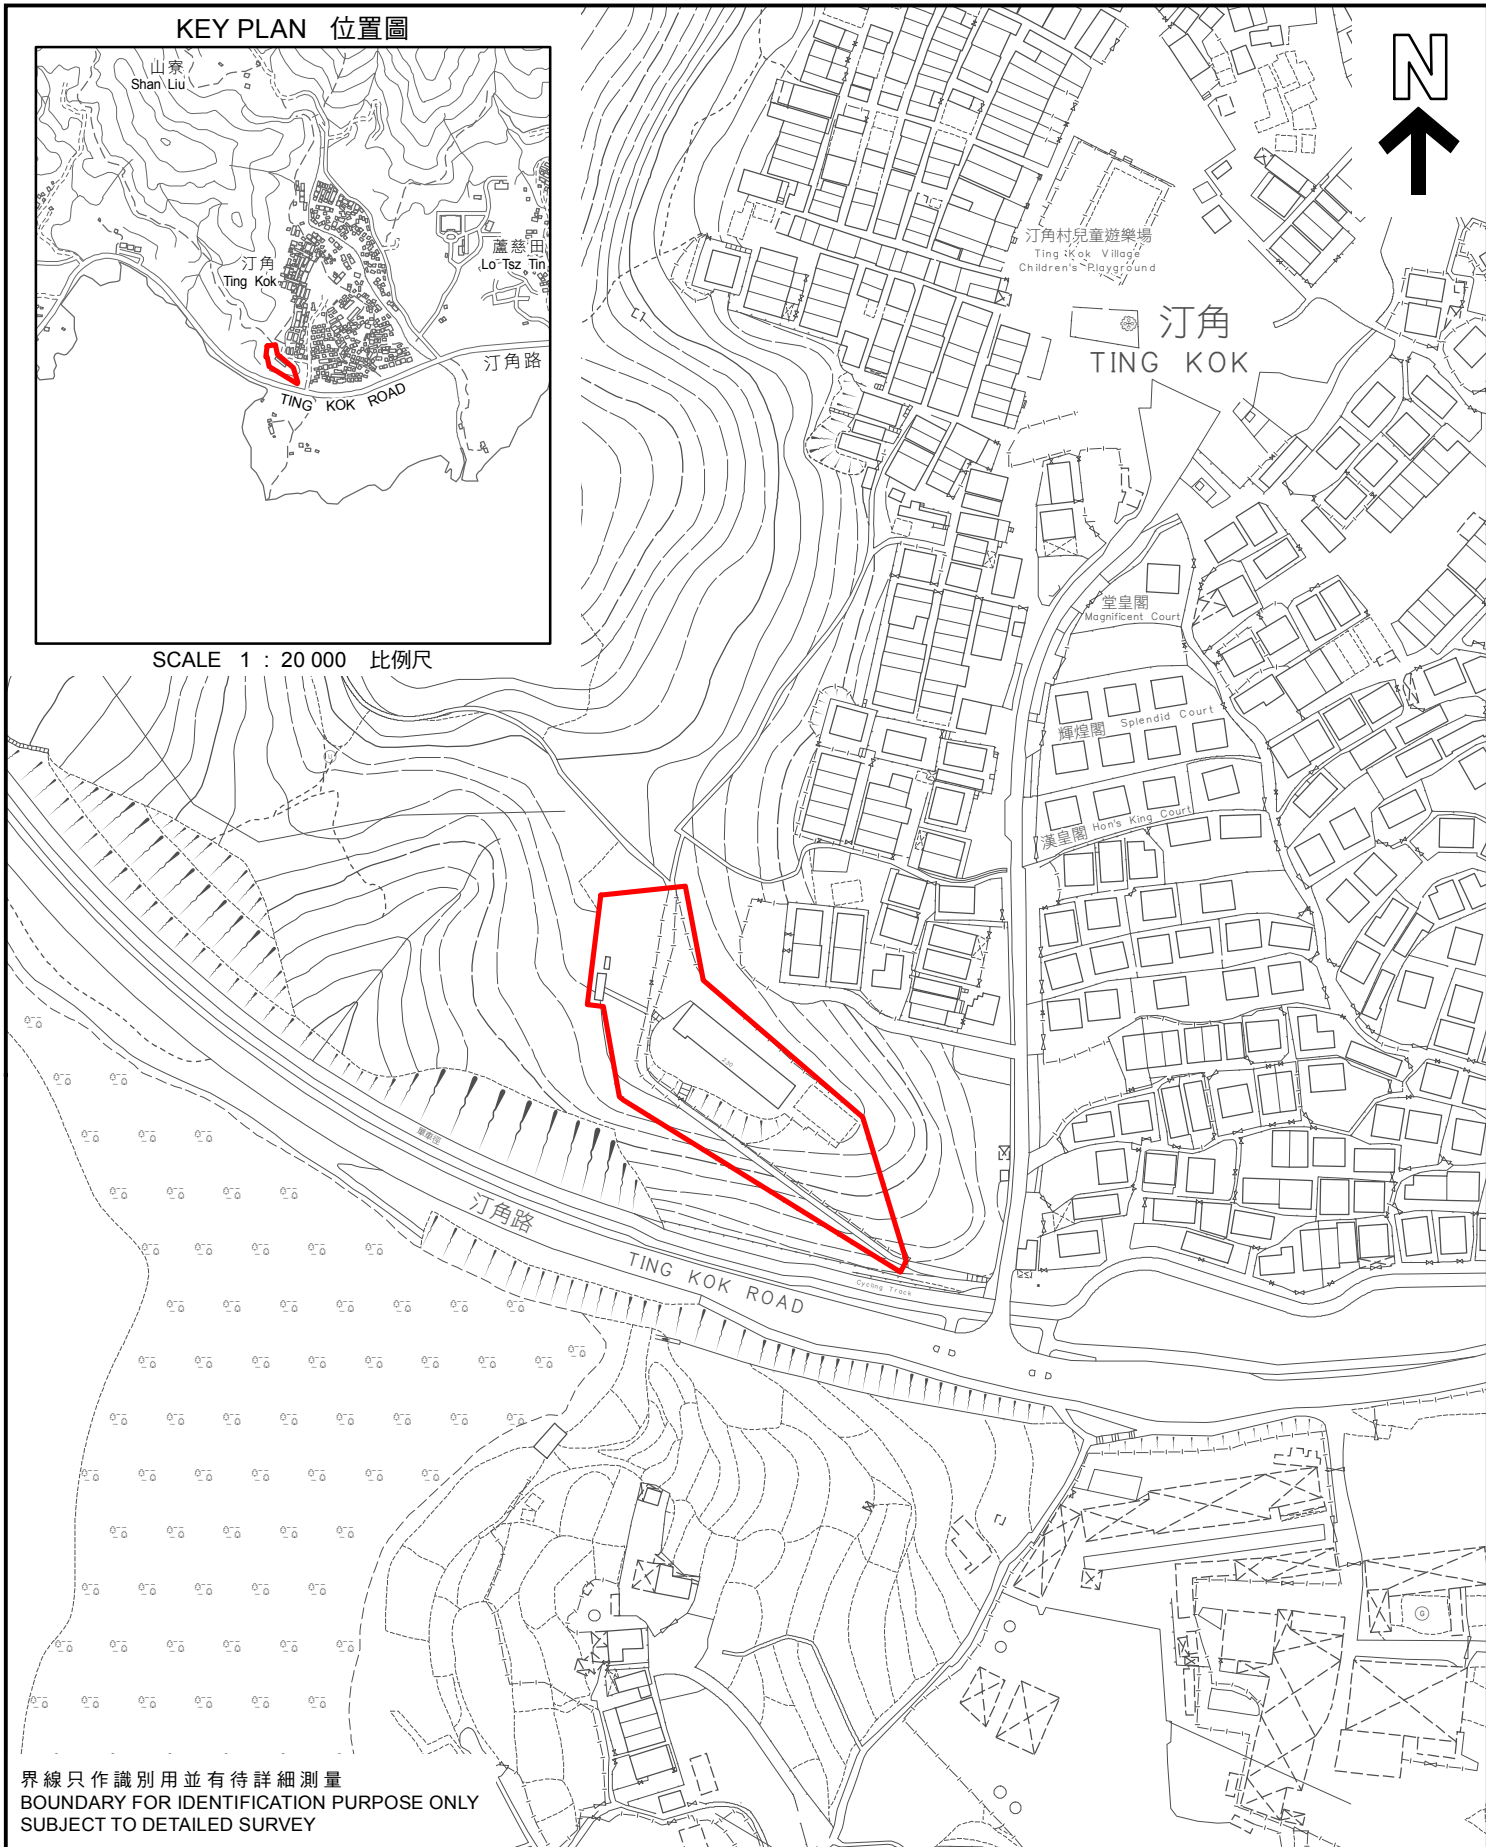 KEY PLAN 位置圖
山寮
Shan Liu
汀角
Ting Kok
蘆慈田
Lo Tsz Tin
汀角路
TING KOK ROAD
SCALE 1 : 20 000 比例尺
N
汀角村兒童遊樂場
Ting Kok Village
Children's Playground
汀角
TING KOK
堂皇閣
Magnificent Court
輝煌閣 Splendid Court
漢皇閣 Hon's King Court
單車徑
汀角路
TING KOK ROAD
Cycling Track
G
界線只作識別用並有待詳細測量
BOUNDARY FOR IDENTIFICATION PURPOSE ONLY
SUBJECT TO DETAILED SURVEY